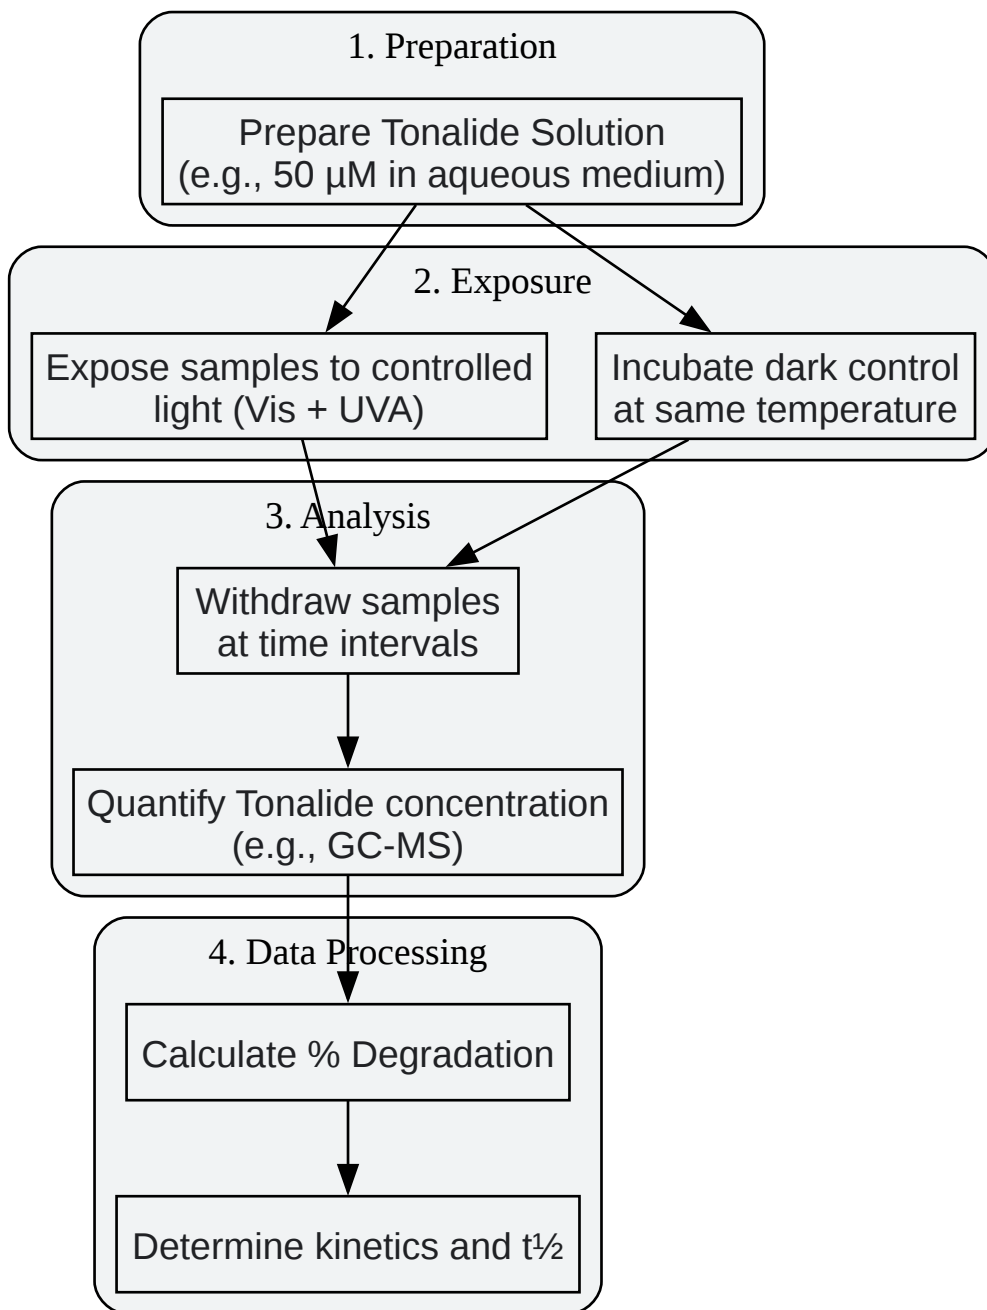 1. Preparation
Prepare Tonalide Solution
(e.g., 50 µM in aqueous medium)
2. Exposure
Expose samples to controlled
light (Vis + UVA)
Incubate dark control
at same temperature
3. Analysis
Withdraw samples
at time intervals
Quantify Tonalide concentration
(e.g., GC-MS)
4. Data Processing
Calculate % Degradation
Determine kinetics and t½